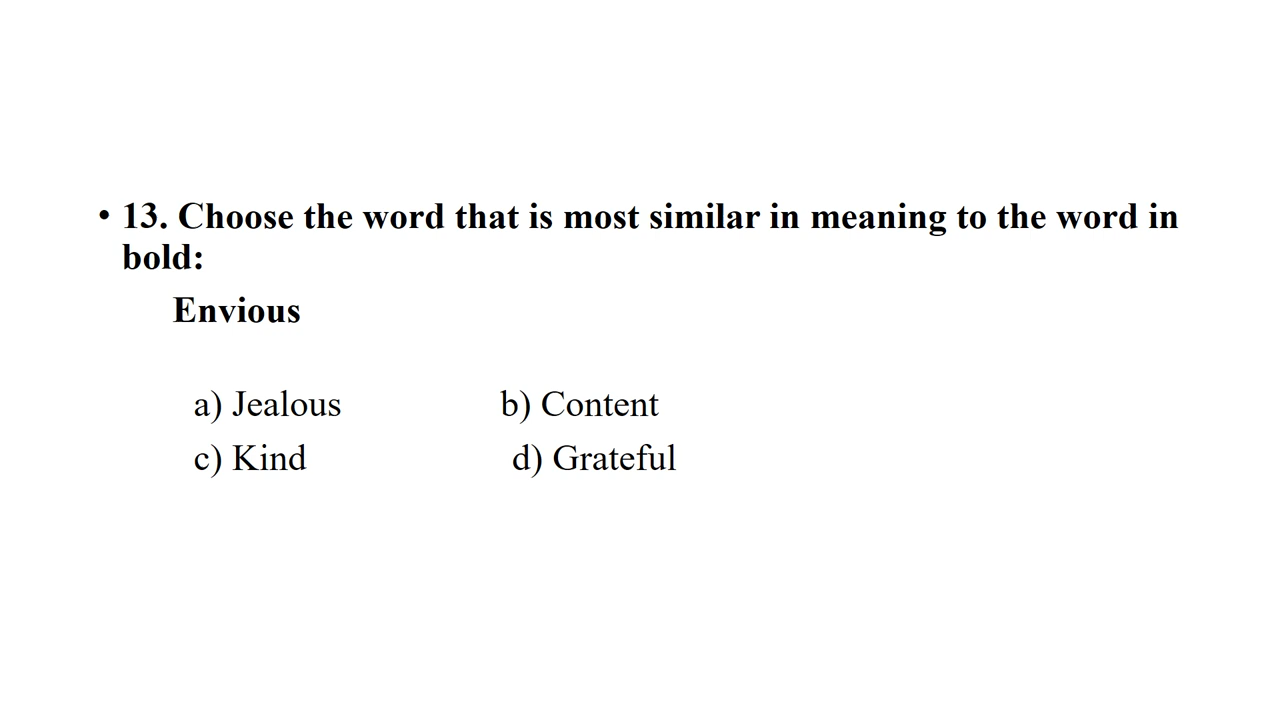 • 13. Choose the word that is most similar in meaning to the word in
bold:
Envious
a) Jealous b) Content
c) Kind d) Grateful